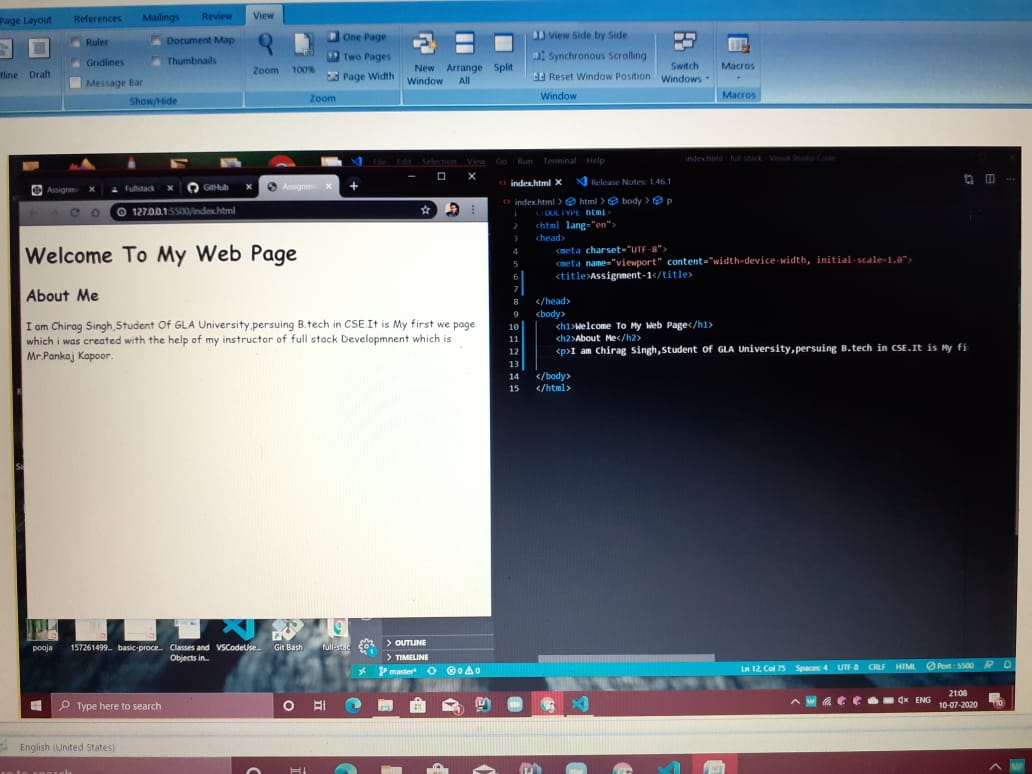 Page Layout References Mailings Review View
Ruler Document Map One Page View Side by Side
Gridlines Thumbnails Two Pages Synchronous Scrolling
Message Bar Page Width Reset Window Position
Draft Zoom 100% New Window Arrange All Split Switch Windows Macros
Show/Hide Zoom Window Macros
File Edit Selection View Go Run Terminal Help index.html full stack Visual Studio Code
Assignm Fullstack GitHub Assignm
index.html Release Notes: 1.46.1
127.0.0.1:5500/index.html
index.html > html > body > p
Welcome To My Web Page
About Me
I am Chirag Singh,Student Of GLA University,persuing B.tech in CSE.It is My first we page
which i was created with the help of my instructor of full stack Developmnent which is
Mr.Pankaj Kapoor.
1 <!DOCTYPE html>
2 <html lang="en">
3 <head>
4 <meta charset="UTF-8">
5 <meta name="viewport" content="width=device-width, initial-scale=1.0">
6 <title>Assignment-1</title>
7
8 </head>
9 <body>
10 <h1>Welcome To My Web Page</h1>
11 <h2>About Me</h2>
12 <p>I am Chirag Singh,Student Of GLA University,persuing B.tech in CSE.It is My fi
13
14 </body>
15 </html>
pooja 157261499... basic-proce... Classes and Objects in... VSCodeUse... Git Bash full-stac
> OUTLINE
> TIMELINE
master* 0 0 Ln 12, Col 75 Spaces: 4 UTF-8 CRLF HTML Port : 5500
Type here to search ENG 21:08
10-07-2020
English (United States)